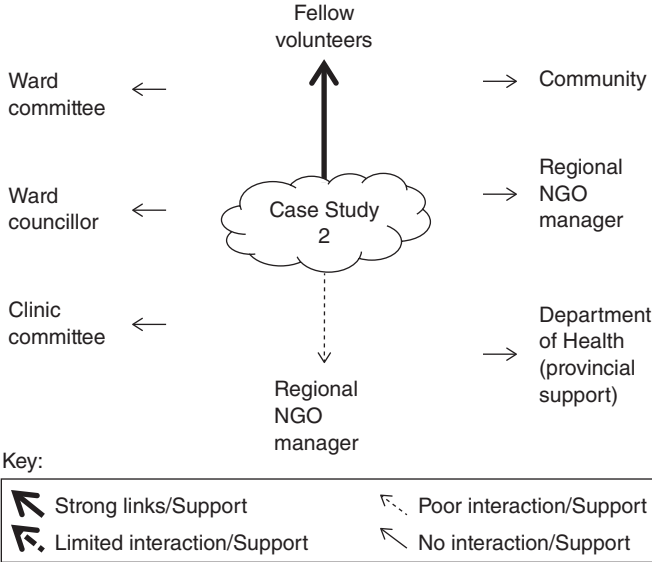 Fellow
volunteers
Ward
committee
Community
Ward
councillor
Case Study
2
Regional
NGO
manager
Clinic
committee
Department
of Health
(provincial
support)
Regional
NGO
manager
Key:
Strong links/Support
Poor interaction/Support
Limited interaction/Support
No interaction/Support